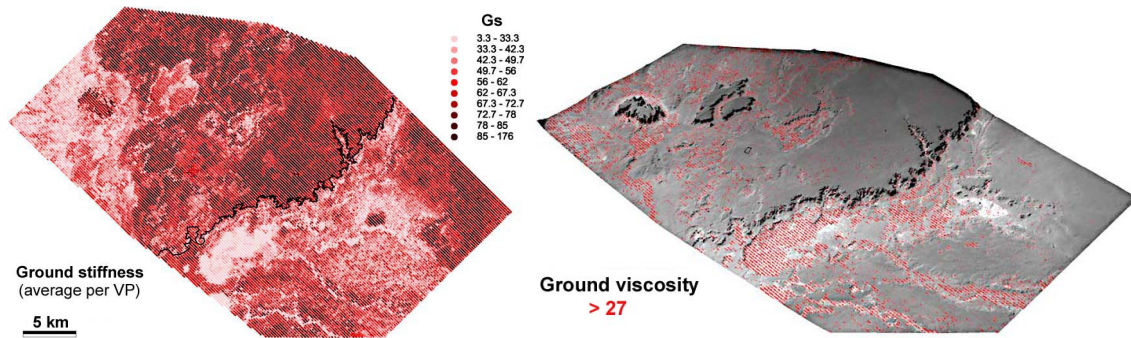 Gs
3.3 - 33.3
33.3 - 42.3
42.3 - 49.7
49.7 - 56
56 - 62
62 - 67.3
67.3 - 72.7
72.7 - 78
78 - 85
85 - 176
Ground stiffness
(average per VP)
5 km
Ground viscosity
> 27